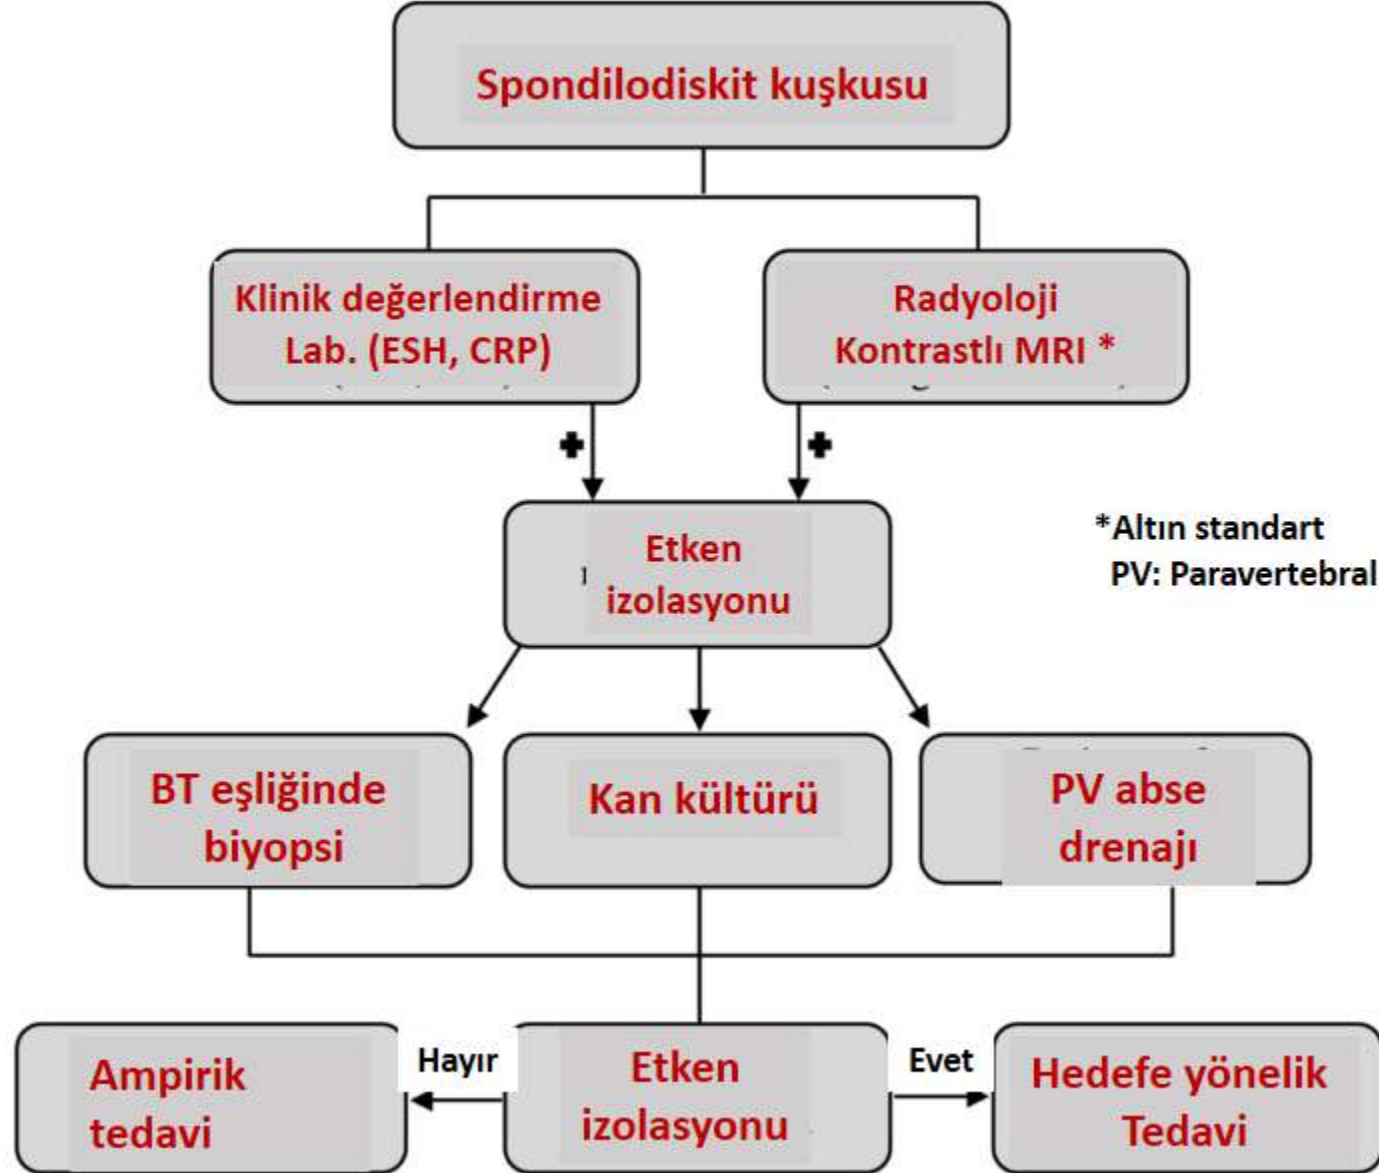 Spondilodiskit kuşkusu
Klinik değerlendirme
Lab. (ESH, CRP)
Radyoloji
Kontrastlı MRI *
Etken
izolasyonu
*Altın standart
PV: Paravertebral
BT eşliğinde
biyopsi
Kan kültürü
PV abse
drenajı
Ampirik
tedavi
Hayır
Etken
izolasyonu
Evet
Hedefe yönelik
Tedavi